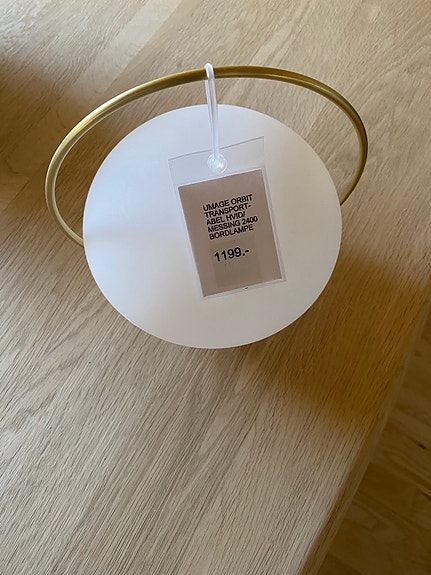 UMAGE ORBIT
TRANSPORT-
ABEL HVID/
MESSING 2400
BORDLAMPE
1199.-